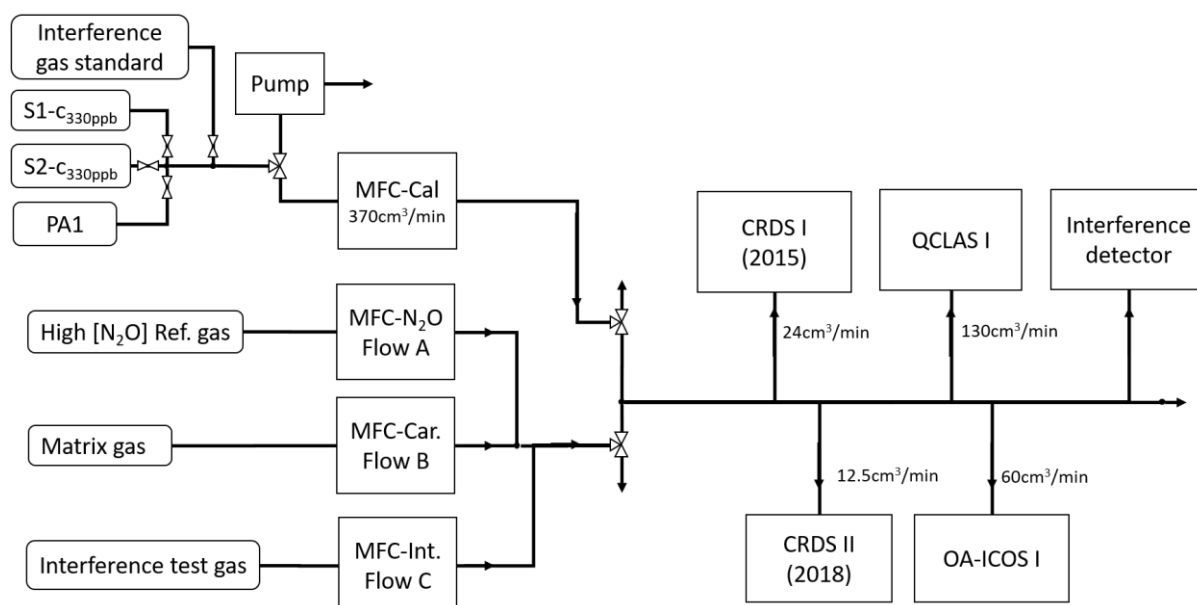 Interference
gas standard
Pump
S1-c330ppb
S2-c330ppb
PA1
MFC-Cal
370cm³/min
High [N₂O] Ref. gas
MFC-N₂O
Flow A
Matrix gas
MFC-Car.
Flow B
Interference test gas
MFC-Int.
Flow C
CRDS I
(2015)
QCLAS I
Interference
detector
24cm³/min
130cm³/min
12.5cm³/min
60cm³/min
CRDS II
(2018)
OA-ICOS I